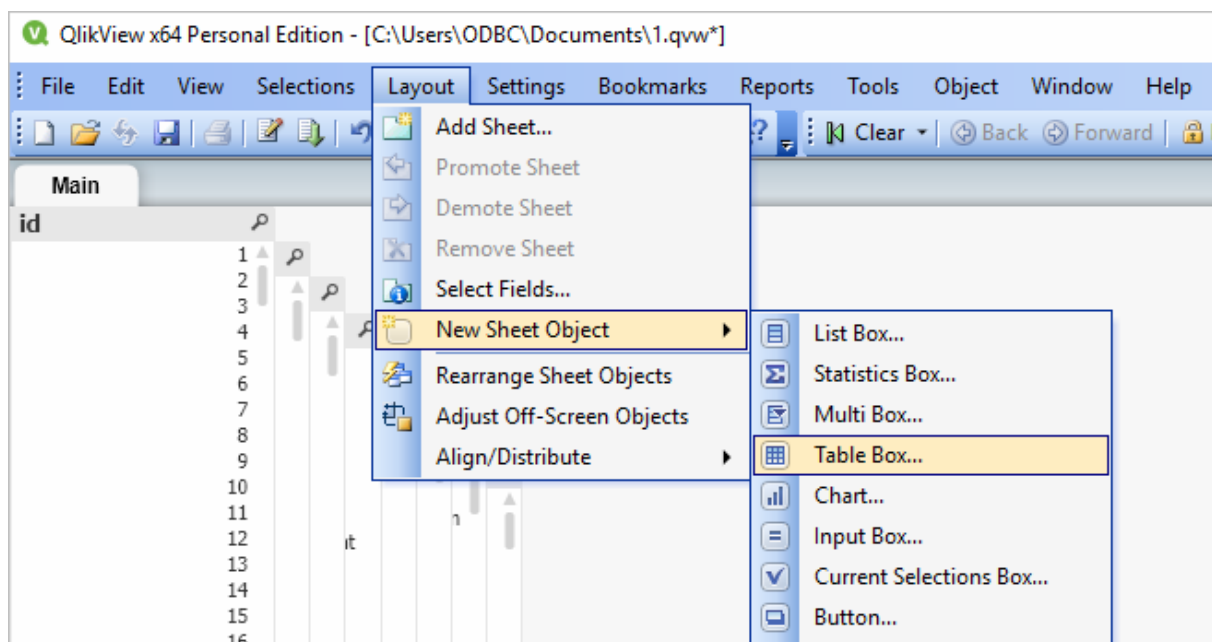 QlikView x64 Personal Edition - [C:\Users\ODBC\Documents\1.qvw*]
File Edit View Selections Layout Settings Bookmarks Reports Tools Object Window Help
Add Sheet...
? Clear Back Forward
Promote Sheet
Main
Demote Sheet
id
Remove Sheet
1
2
Select Fields...
3
4
New Sheet Object
List Box...
5
Rearrange Sheet Objects
Statistics Box...
6
7
Adjust Off-Screen Objects
Multi Box...
8
9
Align/Distribute
Table Box...
10
Chart...
11
12
Input Box...
13
14
Current Selections Box...
15
Button...
16